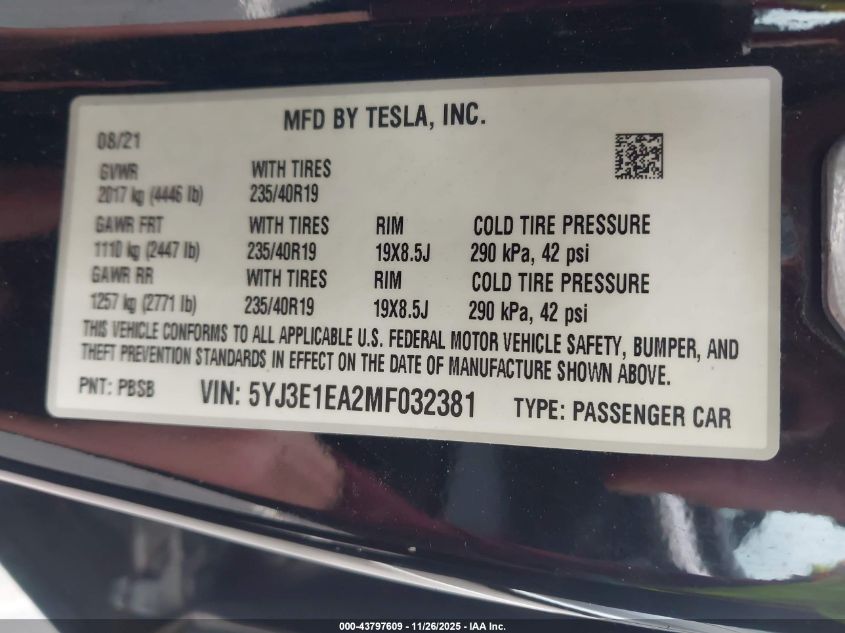 MFD BY TESLA, INC.
08/21
GVWR WITH TIRES
2017 kg (4446 lb) 235/40R19
GAWR FRT WITH TIRES RIM COLD TIRE PRESSURE
1110 kg (2447 lb) 235/40R19 19X8.5J 290 kPa, 42 psi
GAWR RR WITH TIRES RIM COLD TIRE PRESSURE
1257 kg (2771 lb) 235/40R19 19X8.5J 290 kPa, 42 psi
THIS VEHICLE CONFORMS TO ALL APPLICABLE U.S. FEDERAL MOTOR VEHICLE SAFETY, BUMPER, AND
THEFT PREVENTION STANDARDS IN EFFECT ON THE DATE OF MANUFACTURE SHOWN ABOVE.
PNT: PBSB VIN: 5YJ3E1EA2MF032381 TYPE: PASSENGER CAR
000-43797609 - 11/26/2025 - IAA Inc.